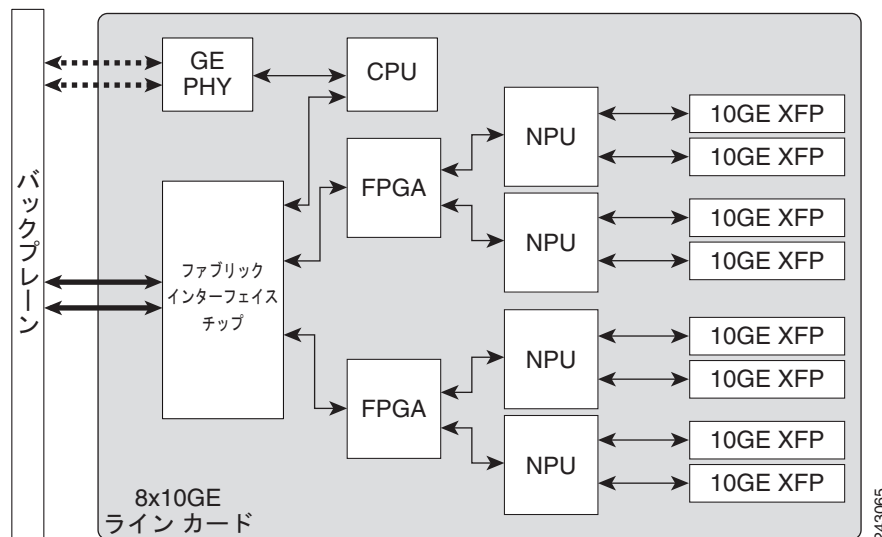 バックプレーン
GE
PHY
CPU
ファブリック
インターフェイス
チップ
FPGA
FPGA
NPU
NPU
NPU
NPU
10GE XFP
10GE XFP
10GE XFP
10GE XFP
10GE XFP
10GE XFP
10GE XFP
10GE XFP
8x10GE
ライン カード
243065